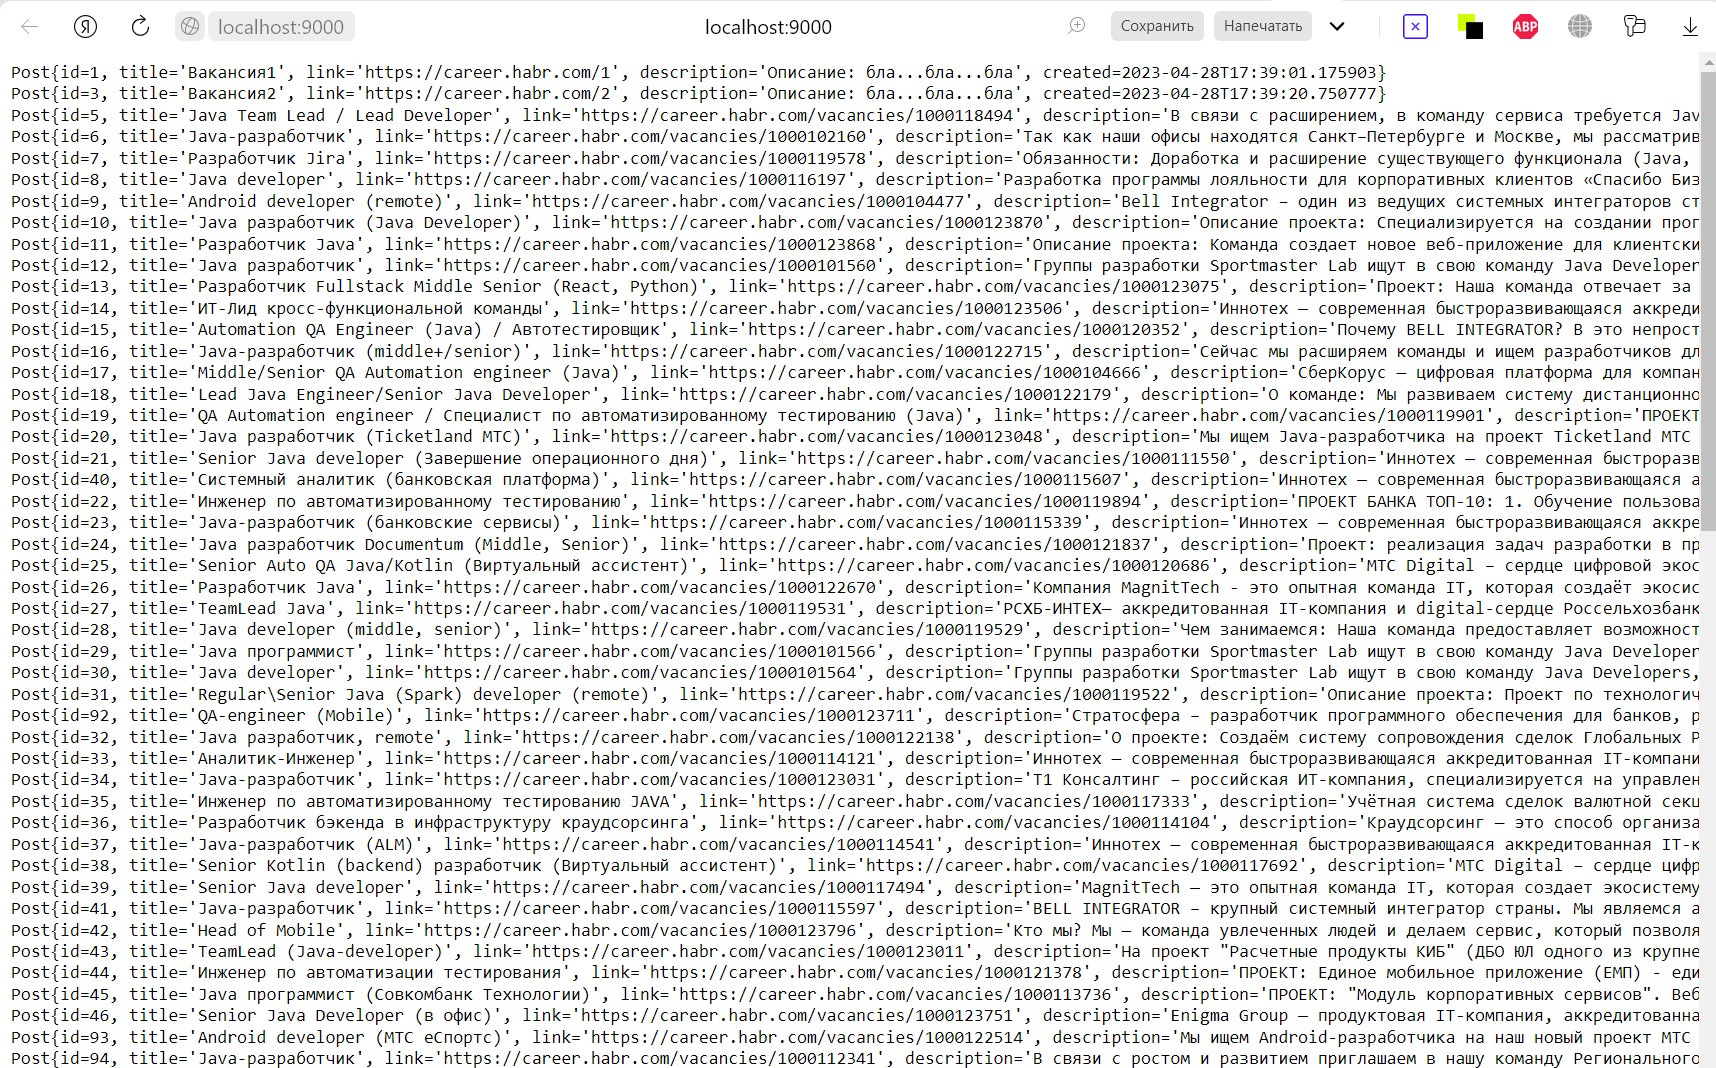 localhost:9000 localhost:9000 Сохранить Напечатать ABP
Post{id=1, title='Вакансия1', link='https://career.habr.com/1', description='Описание: бла...бла...бла', created=2023-04-28T17:39:01.175903}
Post{id=3, title='Вакансия2', link='https://career.habr.com/2', description='Описание: бла...бла...бла', created=2023-04-28T17:39:20.750777}
Post{id=5, title='Java Team Lead / Lead Developer', link='https://career.habr.com/vacancies/1000118494', description='В связи с расширением, в команду сервиса требуется Jav
Post{id=6, title='Java-разработчик', link='https://career.habr.com/vacancies/1000102160', description='Так как наши офисы находятся Санкт-Петербурге и Москве, мы рассматрив
Post{id=7, title='Разработчик Jira', link='https://career.habr.com/vacancies/1000119578', description='Обязанности: Доработка и расширение существующего функционала (Java,
Post{id=8, title='Java developer', link='https://career.habr.com/vacancies/1000116197', description='Разработка программы лояльности для корпоративных клиентов «Спасибо Биз
Post{id=9, title='Android developer (remote)', link='https://career.habr.com/vacancies/1000104477', description='Bell Integrator – один из ведущих системных интеграторов ст
Post{id=10, title='Java разработчик (Java Developer)', link='https://career.habr.com/vacancies/1000123870', description='Описание проекта: Специализируется на создании прог
Post{id=11, title='Разработчик Java', link='https://career.habr.com/vacancies/1000123868', description='Описание проекта: Команда создает новое веб-приложение для клиентски
Post{id=12, title='Java разработчик', link='https://career.habr.com/vacancies/1000101560', description='Группы разработки Sportmaster Lab ищут в свою команду Java Developer
Post{id=13, title='Разработчик Fullstack Middle Senior (React, Python)', link='https://career.habr.com/vacancies/1000123075', description='Проект: Наша команда отвечает за
Post{id=14, title='ИТ-Лид кросс-функциональной команды', link='https://career.habr.com/vacancies/1000123506', description='Иннотех — современная быстроразвивающаяся аккреди
Post{id=15, title='Automation QA Engineer (Java) / Автотестировщик', link='https://career.habr.com/vacancies/1000120352', description='Почему BELL INTEGRATOR? В это непрост
Post{id=16, title='Java-разработчик (middle+/senior)', link='https://career.habr.com/vacancies/1000122715', description='Сейчас мы расширяем команды и ищем разработчиков дл
Post{id=17, title='Middle/Senior QA Automation engineer (Java)', link='https://career.habr.com/vacancies/1000104666', description='СберКорус — цифровая платформа для компан
Post{id=18, title='Lead Java Engineer/Senior Java Developer', link='https://career.habr.com/vacancies/1000122179', description='О команде: Мы развиваем систему дистанционно
Post{id=19, title='QA Automation engineer / Специалист по автоматизированному тестированию (Java)', link='https://career.habr.com/vacancies/1000119901', description='ПРОЕКТ
Post{id=20, title='Java разработчик (Ticketland МТС)', link='https://career.habr.com/vacancies/1000123048', description='Мы ищем Java-разработчика на проект Ticketland МТС
Post{id=21, title='Senior Java developer (Завершение операционного дня)', link='https://career.habr.com/vacancies/1000111550', description='Иннотех — современная быстроразв
Post{id=40, title='Системный аналитик (банковская платформа)', link='https://career.habr.com/vacancies/1000115607', description='Иннотех — современная быстроразвивающаяся а
Post{id=22, title='Инженер по автоматизированному тестированию', link='https://career.habr.com/vacancies/1000119894', description='ПРОЕКТ БАНКА ТОП-10: 1. Обучение пользова
Post{id=23, title='Java-разработчик (банковские сервисы)', link='https://career.habr.com/vacancies/1000115339', description='Иннотех — современная быстроразвивающаяся аккре
Post{id=24, title='Java разработчик Documentum (Middle, Senior)', link='https://career.habr.com/vacancies/1000121837', description='Проект: реализация задач разработки в пр
Post{id=25, title='Senior Auto QA Java/Kotlin (Виртуальный ассистент)', link='https://career.habr.com/vacancies/1000120686', description='МТС Digital – сердце цифровой экос
Post{id=26, title='Разработчик Java', link='https://career.habr.com/vacancies/1000122670', description='Компания MagnitTech - это опытная команда IT, которая создаёт экосис
Post{id=27, title='TeamLead Java', link='https://career.habr.com/vacancies/1000119531', description='РСХБ-ИНТЕХ— аккредитованная IT-компания и digital-сердце Россельхозбанк
Post{id=28, title='Java developer (middle, senior)', link='https://career.habr.com/vacancies/1000119529', description='Чем занимаемся: Наша команда предоставляет возможност
Post{id=29, title='Java программист', link='https://career.habr.com/vacancies/1000101566', description='Группы разработки Sportmaster Lab ищут в свою команду Java Developer
Post{id=30, title='Java developer', link='https://career.habr.com/vacancies/1000101564', description='Группы разработки Sportmaster Lab ищут в свою команду Java Developers,
Post{id=31, title='Regular\Senior Java (Spark) developer (remote)', link='https://career.habr.com/vacancies/1000119522', description='Описание проекта: Проект по технологич
Post{id=92, title='QA-engineer (Mobile)', link='https://career.habr.com/vacancies/1000123711', description='Стратосфера – разработчик программного обеспечения для банков, р
Post{id=32, title='Java разработчик, remote', link='https://career.habr.com/vacancies/1000122138', description='О проекте: Создаём систему сопровождения сделок Глобальных Р
Post{id=33, title='Аналитик-Инженер', link='https://career.habr.com/vacancies/1000114121', description='Иннотех — современная быстроразвивающаяся аккредитованная IT-компани
Post{id=34, title='Java-разработчик', link='https://career.habr.com/vacancies/1000123031', description='Т1 Консалтинг – российская ИТ-компания, специализируется на управлен
Post{id=35, title='Инженер по автоматизированному тестированию JAVA', link='https://career.habr.com/vacancies/1000117333', description='Учётная система сделок валютной секц
Post{id=36, title='Разработчик бэкенда в инфраструктуру краудсорсинга', link='https://career.habr.com/vacancies/1000114104', description='Краудсорсинг — это способ организа
Post{id=37, title='Java-разработчик (ALM)', link='https://career.habr.com/vacancies/1000114541', description='Иннотех — современная быстроразвивающаяся аккредитованная IT-к
Post{id=38, title='Senior Kotlin (backend) разработчик (Виртуальный ассистент)', link='https://career.habr.com/vacancies/1000117692', description='МТС Digital – сердце цифр
Post{id=39, title='Senior Java developer', link='https://career.habr.com/vacancies/1000117494', description='MagnitTech — это опытная команда IT, которая создает экосистему
Post{id=41, title='Java-разработчик', link='https://career.habr.com/vacancies/1000115597', description='BELL INTEGRATOR – крупный системный интегратор страны. Мы являемся а
Post{id=42, title='Head of Mobile', link='https://career.habr.com/vacancies/1000123796', description='Кто мы? Мы — команда увлеченных людей и делаем сервис, который позволя
Post{id=43, title='TeamLead (Java-developer)', link='https://career.habr.com/vacancies/1000123011', description='На проект "Расчетные продукты КИБ" (ДБО ЮЛ одного из крупне
Post{id=44, title='Инженер по автоматизации тестирования', link='https://career.habr.com/vacancies/1000121378', description='ПРОЕКТ: Единое мобильное приложение (ЕМП) - еди
Post{id=45, title='Java программист (Совкомбанк Технологии)', link='https://career.habr.com/vacancies/1000113736', description='ПРОЕКТ: "Модуль корпоративных сервисов". Веб
Post{id=46, title='Senior Java Developer (в офис)', link='https://career.habr.com/vacancies/1000123751', description='Enigma Group — продуктовая IT-компания, аккредитованна
Post{id=93, title='Android developer (МТС еСпортс)', link='https://career.habr.com/vacancies/1000122514', description='Мы ищем Android-разработчика на наш новый проект МТС
Post{id=94, title='Java-разработчик', link='https://career.habr.com/vacancies/1000112341', description='В связи с ростом и развитием приглашаем в нашу команду Регионального